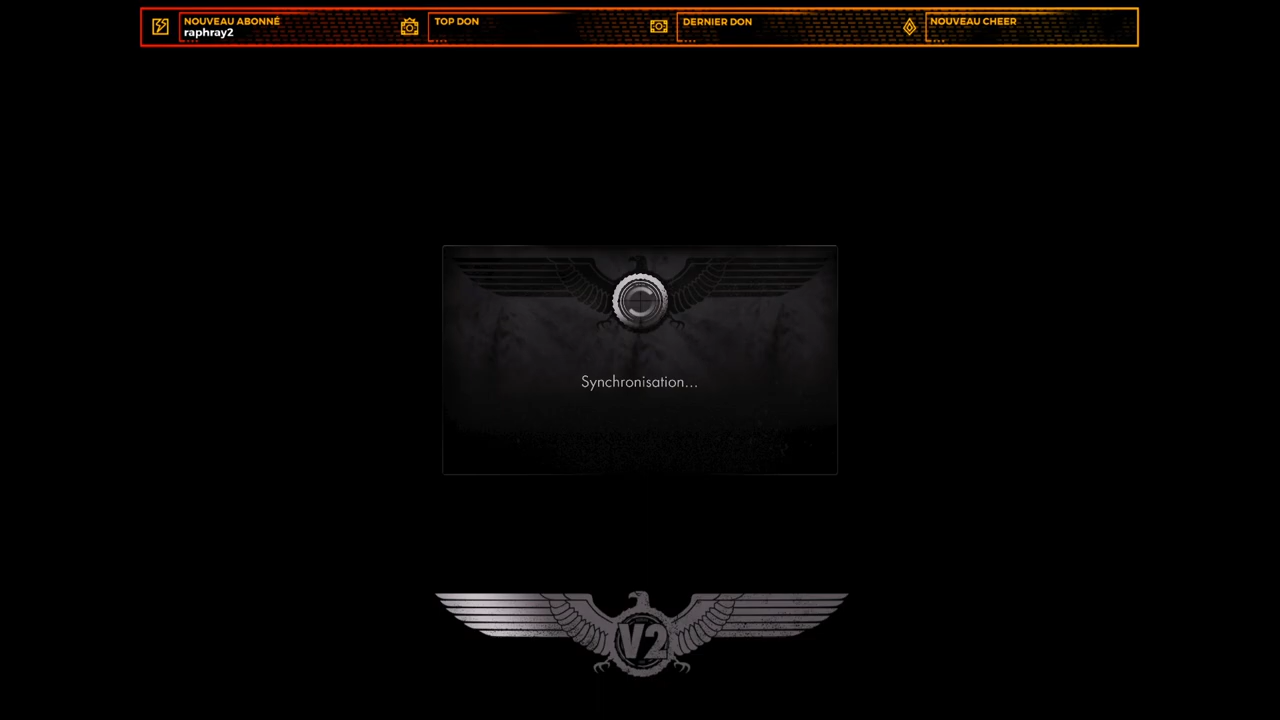 NOUVEAU ABONNÉ
raphray2
TOP DON
...
DERNIER DON
...
NOUVEAU CHEER
...
Synchronisation...
V2